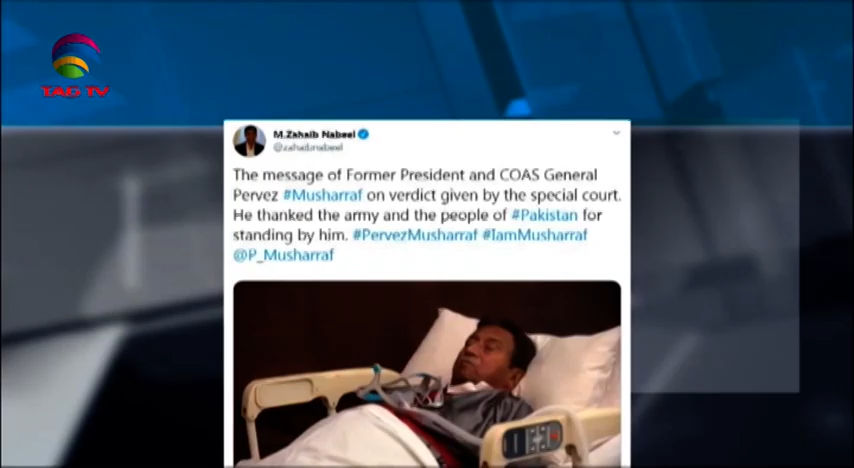 TAG TV
M.Zahaib Nabeel
@zahaibnabeel
The message of Former President and COAS General
Pervez #Musharraf on verdict given by the special court.
He thanked the army and the people of #Pakistan for
standing by him. #PervezMusharraf #IamMusharraf
@P_Musharraf